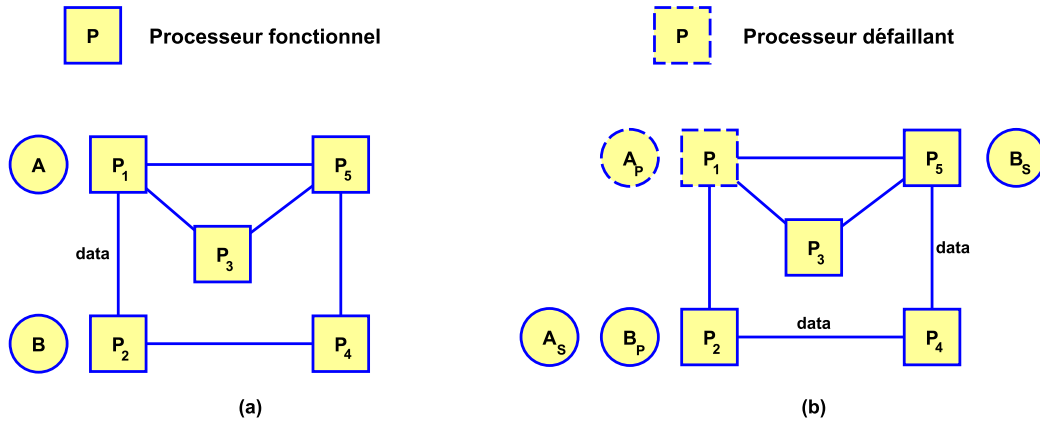 P Processeur fonctionnel
P Processeur défaillant
A P1 P5
data
P3
B P2 P4
(a)
AP P1 P5 BS
P3
data
data
AS BP P2 P4
(b)